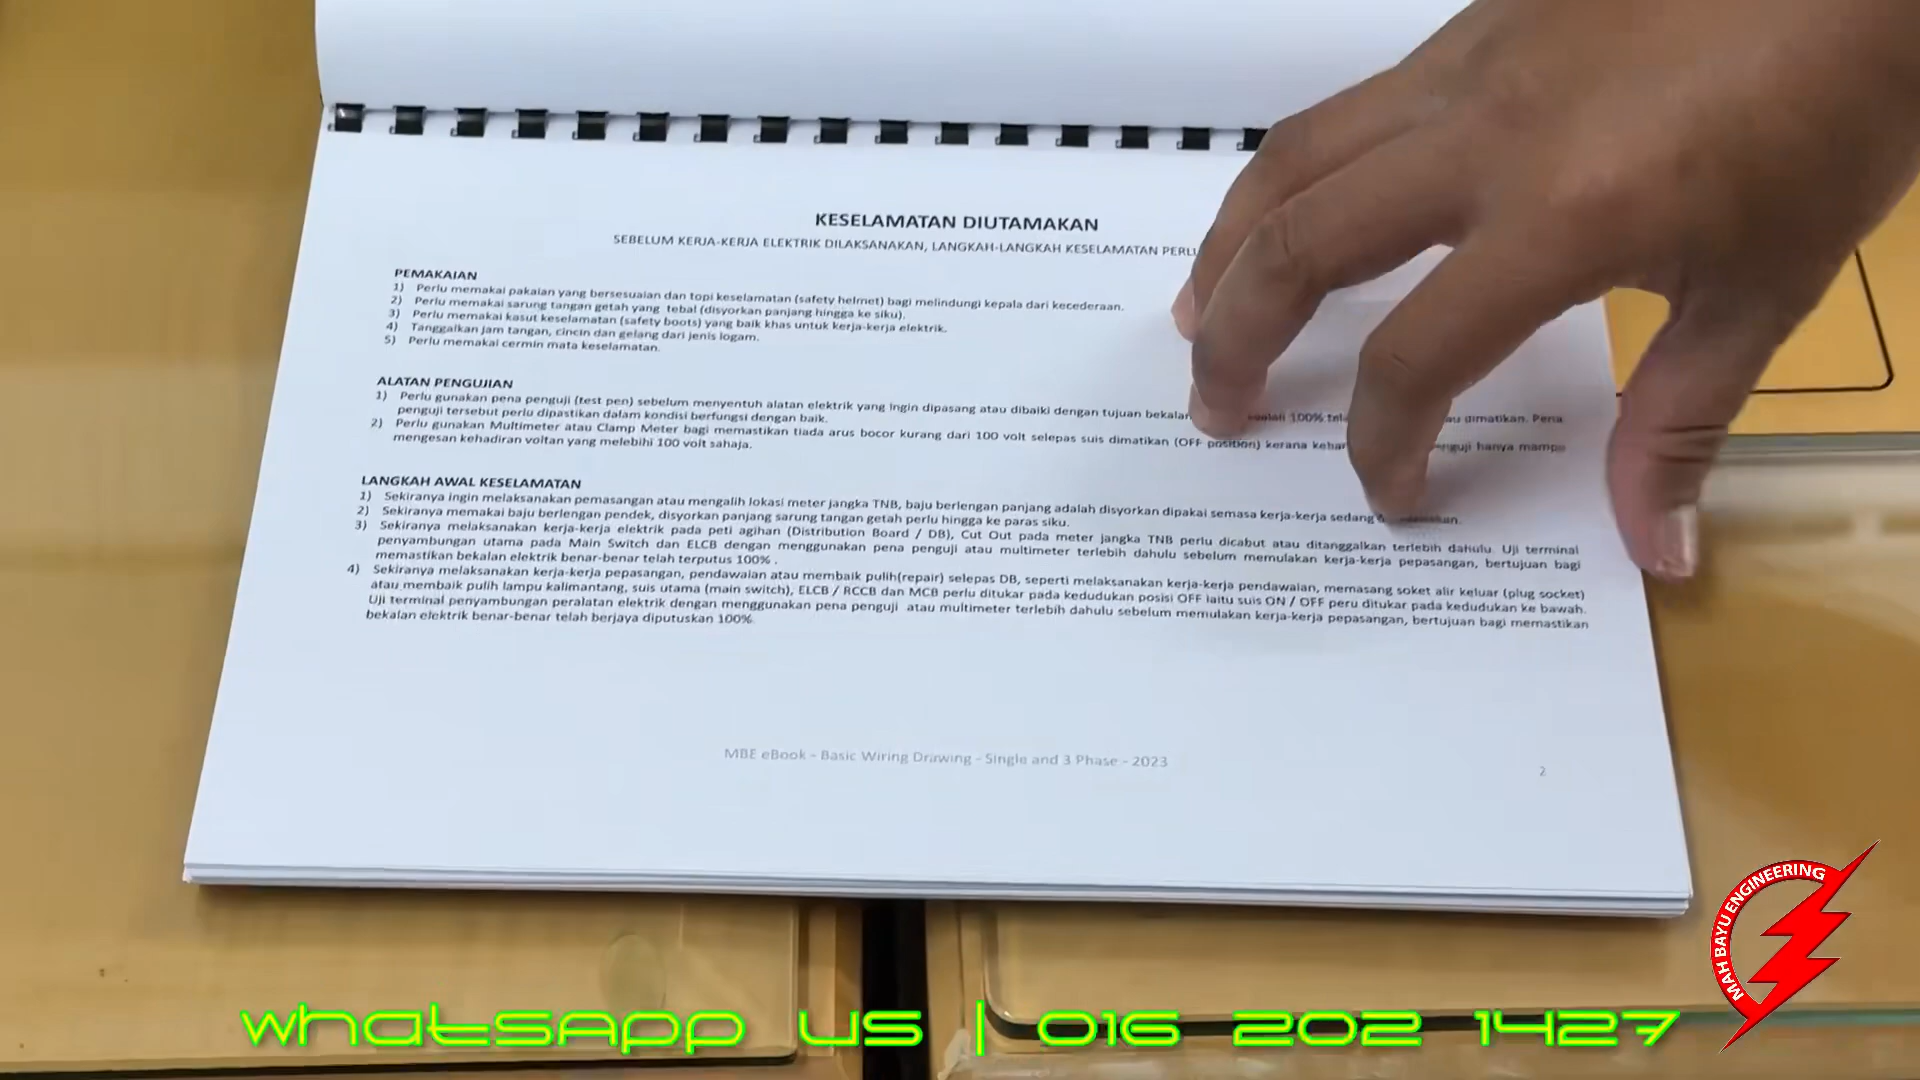 KESELAMATAN DIUTAMAKAN
SEBELUM KERJA-KERJA ELEKTRIK DILAKSANAKAN, LANGKAH-LANGKAH KESELAMATAN PERLU
PEMAKAIAN
1) Perlu memakai pakaian yang bersesuaian dan topi keselamatan (safety helmet) bagi melindungi kepala dari kecederaan.
2) Perlu memakai sarung tangan getah yang tebal (disyorkan panjang hingga ke siku).
3) Perlu memakai kasut keselamatan (safety boots) yang baik khas untuk kerja-kerja elektrik.
4) Tanggalkan jam tangan, cincin dan gelang dari jenis logam.
5) Perlu memakai cermin mata keselamatan.
ALATAN PENGUJIAN
1) Perlu gunakan pena penguji (test pen) sebelum menyentuh alatan elektrik yang ingin dipasang atau dibaiki dengan tujuan bekalan 100% dimatikan. Pena
penguji tersebut perlu dipastikan dalam kondisi berfungsi dengan baik.
2) Perlu gunakan Multimeter atau Clamp Meter bagi memastikan tiada arus bocor kurang dari 100 volt selepas suis dimatikan (OFF position) kerana hanya mampu
mengesan kehadiran voltan yang melebihi 100 volt sahaja.
LANGKAH AWAL KESELAMATAN
1) Sekiranya ingin melaksanakan pemasangan atau mengalih lokasi meter jangka TNB, baju berlengan panjang adalah disyorkan dipakai semasa kerja-kerja sedang
2) Sekiranya memakai baju berlengan pendek, disyorkan panjang sarung tangan getah perlu hingga ke paras siku.
3) Sekiranya melaksanakan kerja-kerja elektrik pada peti agihan (Distribution Board / DB), Cut Out pada meter jangka TNB perlu dicabut atau ditanggalkan terlebih dahulu. Uji terminal
penyambungan utama pada Main Switch dan ELCB dengan menggunakan pena penguji atau multimeter terlebih dahulu sebelum memulakan kerja-kerja pepasangan, bertujuan bagi
memastikan bekalan elektrik benar-benar telah terputus 100% .
4) Sekiranya melaksanakan kerja-kerja pepasangan, pendawaian atau membaik pulih(repair) selepas DB, seperti melaksanakan kerja-kerja pendawaian, memasang soket alir keluar (plug socket)
atau membaik pulih lampu kalimantang, suis utama (main switch), ELCB / RCCB dan MCB perlu ditukar pada kedudukan posisi OFF iaitu suis ON / OFF peru ditukar pada kedudukan ke bawah.
Uji terminal penyambungan peralatan elektrik dengan menggunakan pena penguji atau multimeter terlebih dahulu sebelum memulakan kerja-kerja pepasangan, bertujuan bagi memastikan
bekalan elektrik benar-benar telah berjaya diputuskan 100%.
MBE eBook - Basic Wiring Drawing - Single and 3 Phase - 2023
2
MAH BAYU ENGINEERING
whatsapp us | 016 202 1427